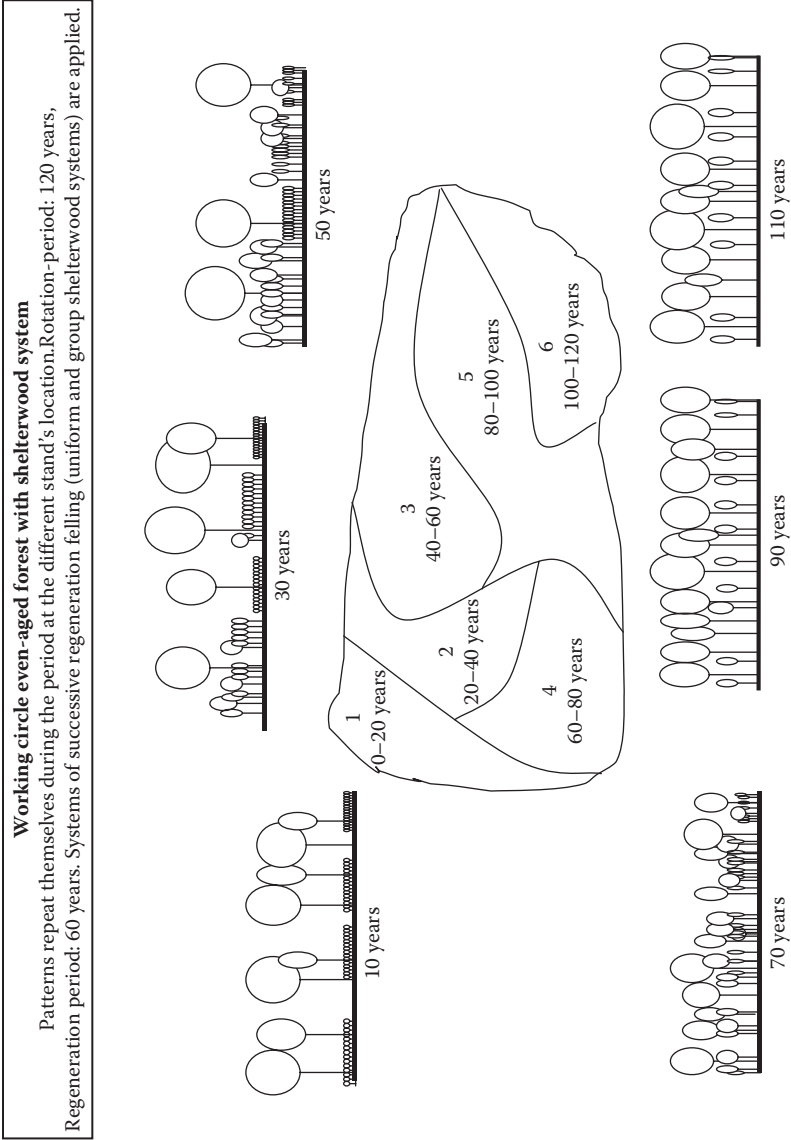 Working circle even-aged forest with shelterwood system
Patterns repeat themselves during the period at the different stand's location.Rotation-period: 120 years,
Regeneration period: 60 years. Systems of successive regeneration felling (uniform and group shelterwood systems) are applied.
10 years
30 years
50 years
1
0–20 years
2
20–40 years
3
40–60 years
4
60–80 years
5
80–100 years
6
100–120 years
70 years
90 years
110 years